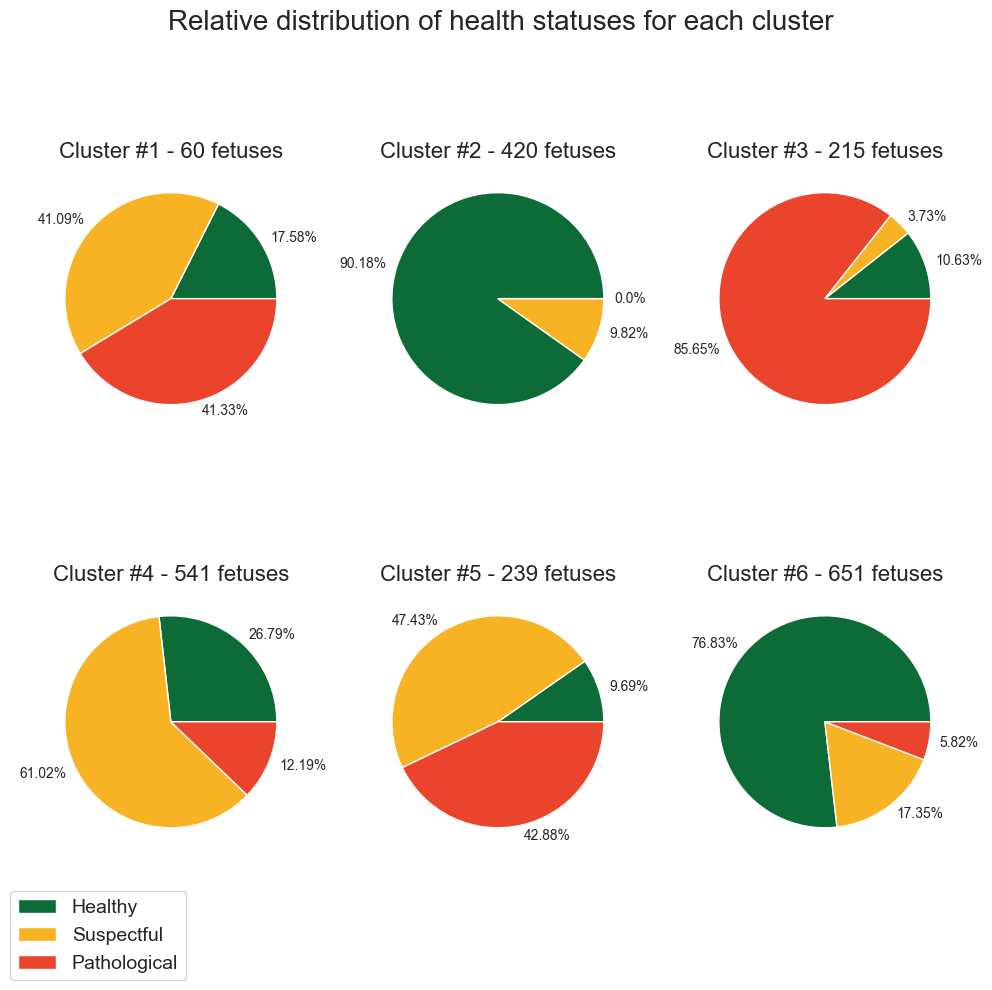 Relative distribution of health statuses for each cluster
Cluster #1 - 60 fetuses
41.09%
17.58%
41.33%
Cluster #2 - 420 fetuses
90.18%
0.0%
9.82%
Cluster #3 - 215 fetuses
3.73%
10.63%
85.65%
Cluster #4 - 541 fetuses
26.79%
61.02%
12.19%
Cluster #5 - 239 fetuses
47.43%
9.69%
42.88%
Cluster #6 - 651 fetuses
76.83%
5.82%
17.35%
Healthy
Suspectful
Pathological